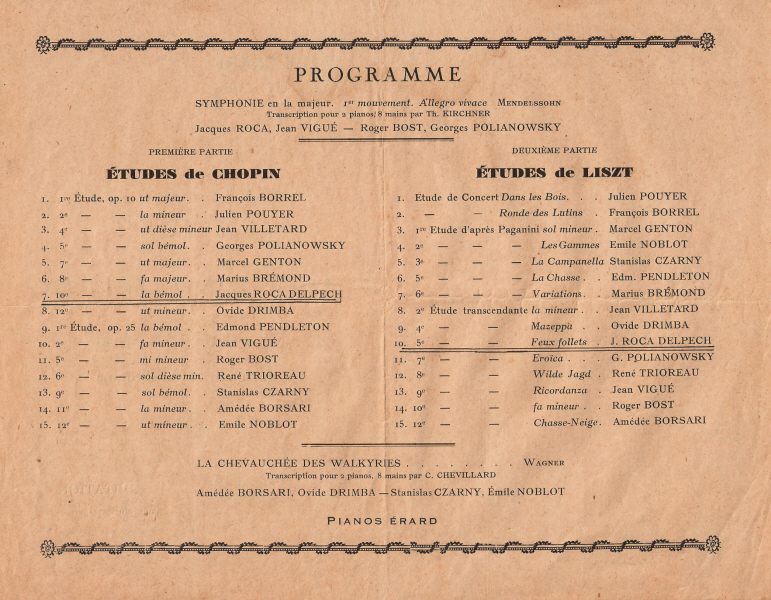 PROGRAMME
SYMPHONIE en la majeur. 1er mouvement. Allegro vivace MENDELSSOHN
Transcription pour 2 pianos/8 mains par Th. KIRCHNER
Jacques ROCA, Jean VIGUÉ — Roger BOST, Georges POLIANOWSKY
PREMIÈRE PARTIE
ÉTUDES de CHOPIN
1. 1re Étude, op. 10 ut majeur. . François BORREL
2. 2e — — la mineur . . Julien POUYER
3. 4e — — ut dièse mineur Jean VILLETARD
4. 5e — — sol bémol. . Georges POLIANOWSKY
5. 7e — — ut majeur. . Marcel GENTON
6. 8e — — fa majeur. . Marius BRÉMOND
7. 10e — — la bémol . . Jacques ROCA DELPECH
8. 12e — — ut mineur. . Ovide DRIMBA
9. 1re Étude, op. 25 la bémol. . Edmond PENDLETON
10. 2e — — fa mineur. . Jean VIGUÉ
11. 5e — — mi mineur . Roger BOST
12. 6e — — sol dièse min. René TRIOREAU
13. 9e — — sol bémol. . Stanislas CZARNY
14. 11e — — la mineur. . Amédée BORSARI
15. 12e — — ut mineur. . Emile NOBLOT
DEUXIÈME PARTIE
ÉTUDES de LISZT
1. Etude de Concert Dans les Bois. . . Julien POUYER
2. — — Ronde des Lutins . François BORREL
3. 1re Etude d'après Paganini sol mineur. Marcel GENTON
4. 2e — — — Les Gammes Emile NOBLOT
5. 3e — — — La Campanella Stanislas CZARNY
6. 5e — — — La Chasse. . Edm. PENDLETON
7. 6e — — — Variations. . Marius BRÉMOND
8. 2e Étude transcendante la mineur. . Jean VILLETARD
9. 4e — — Mazeppa . . Ovide DRIMBA
10. 5e — — Feux follets . J. ROCA DELPECH
11. 7e — — Eroïca . . . G. POLIANOWSKY
12. 8e — — Wilde Jagd . René TRIOREAU
13. 9e — — Ricordanza . Jean VIGUÉ
14. 10e — — fa mineur . . Roger BOST
15. 12e — — Chasse-Neige. Amédée BORSARI
LA CHEVAUCHÉE DES WALKYRIES . . . . . . . . WAGNER
Transcription pour 2 pianos, 8 mains par C. CHEVILLARD
Amédée BORSARI, Ovide DRIMBA — Stanislas CZARNY, Émile NOBLOT
PIANOS ÉRARD